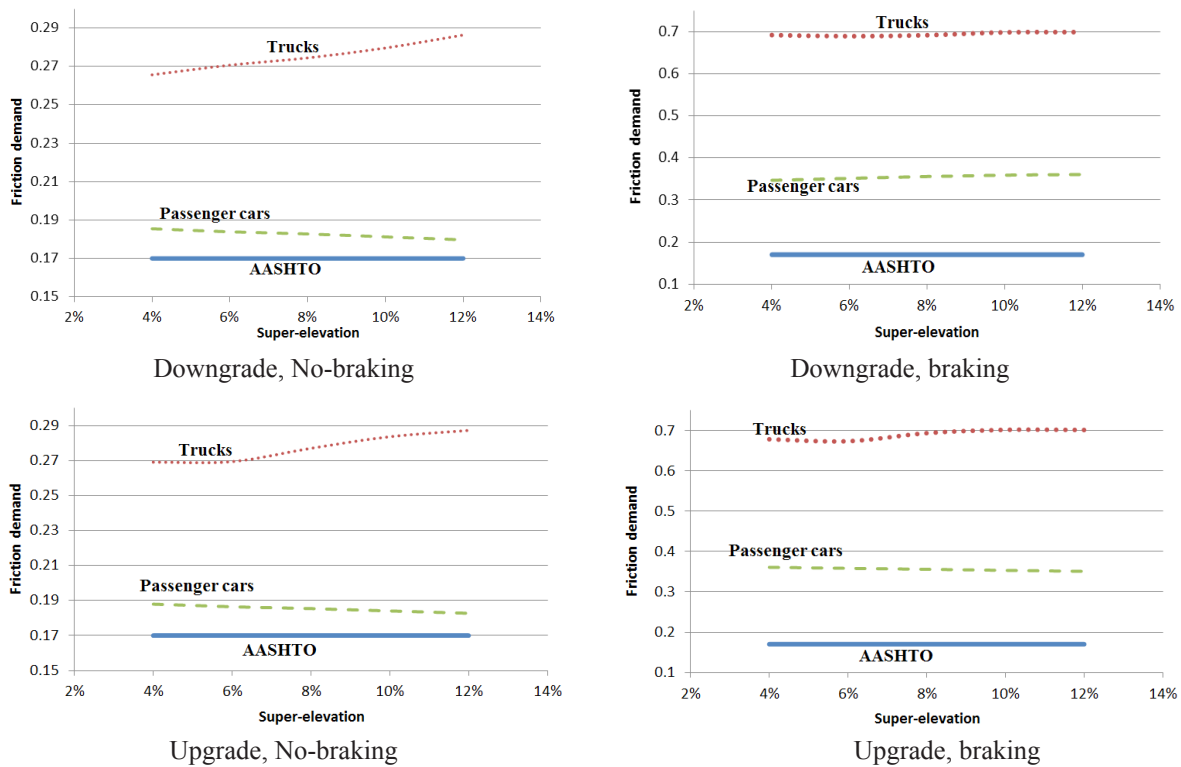 0.29
0.27
0.25
0.23
0.21
0.19
0.17
0.15
Friction demand
Trucks
Passenger cars
AASHTO
2% 4% 6% 8% 10% 12% 14%
Super-elevation
Downgrade, No-braking
0.7
0.6
0.5
0.4
0.3
0.2
0.1
Friction demand
Trucks
Passenger cars
AASHTO
2% 4% 6% 8% 10% 12% 14%
Super-elevation
Downgrade, braking
0.29
0.27
0.25
0.23
0.21
0.19
0.17
0.15
Friction demand
Trucks
Passenger cars
AASHTO
2% 4% 6% 8% 10% 12% 14%
Super-elevation
Upgrade, No-braking
0.7
0.6
0.5
0.4
0.3
0.2
0.1
Friction demand
Trucks
Passenger cars
AASHTO
2% 4% 6% 8% 10% 12% 14%
Super-elevation
Upgrade, braking